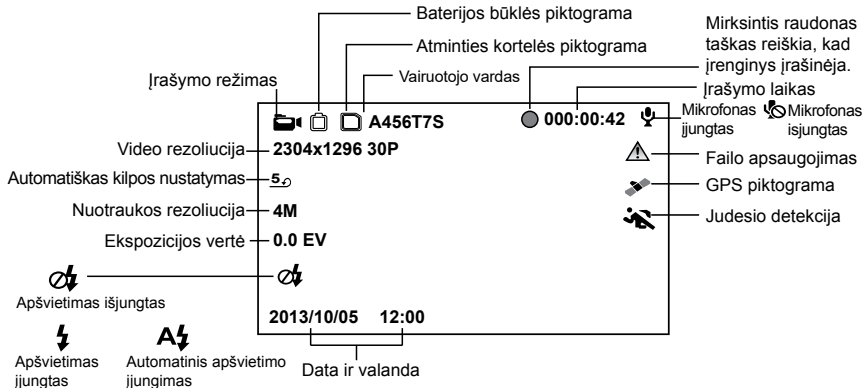 Baterijos būklės piktograma
Atminties kortelės piktograma
Vairuotojo vardas
Įrašymo režimas
Mirksintis raudonas
taškas reiškia, kad
įrenginys įrašinėja.
Įrašymo laikas
Mikrofonas
įjungtas
Mikrofonas
isjungtas
A456T7S
000:00:42
Video rezoliucija
2304x1296 30P
Failo apsaugojimas
Automatiškas kilpos nustatymas
5
GPS piktograma
Nuotraukos rezoliucija
4M
Judesio detekcija
Ekspozicijos vertė
0.0 EV
Apšvietimas išjungtas
2013/10/05 12:00
A
Apšvietimas
įjungtas
Automatinis apšvietimo
įjungimas
Data ir valanda